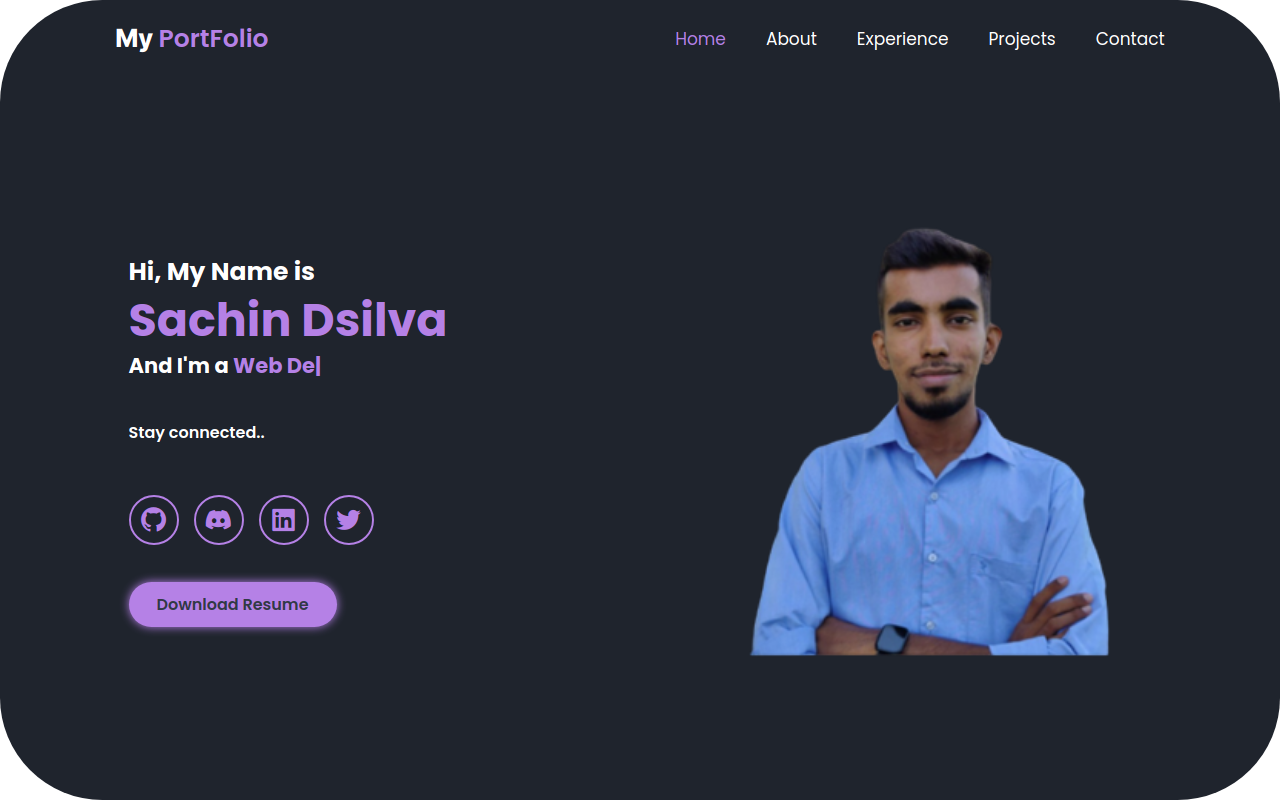 My PortFolio
Home About Experience Projects Contact
Hi, My Name is
Sachin Dsilva
And I'm a Web De|
Stay connected..
in
Download Resume